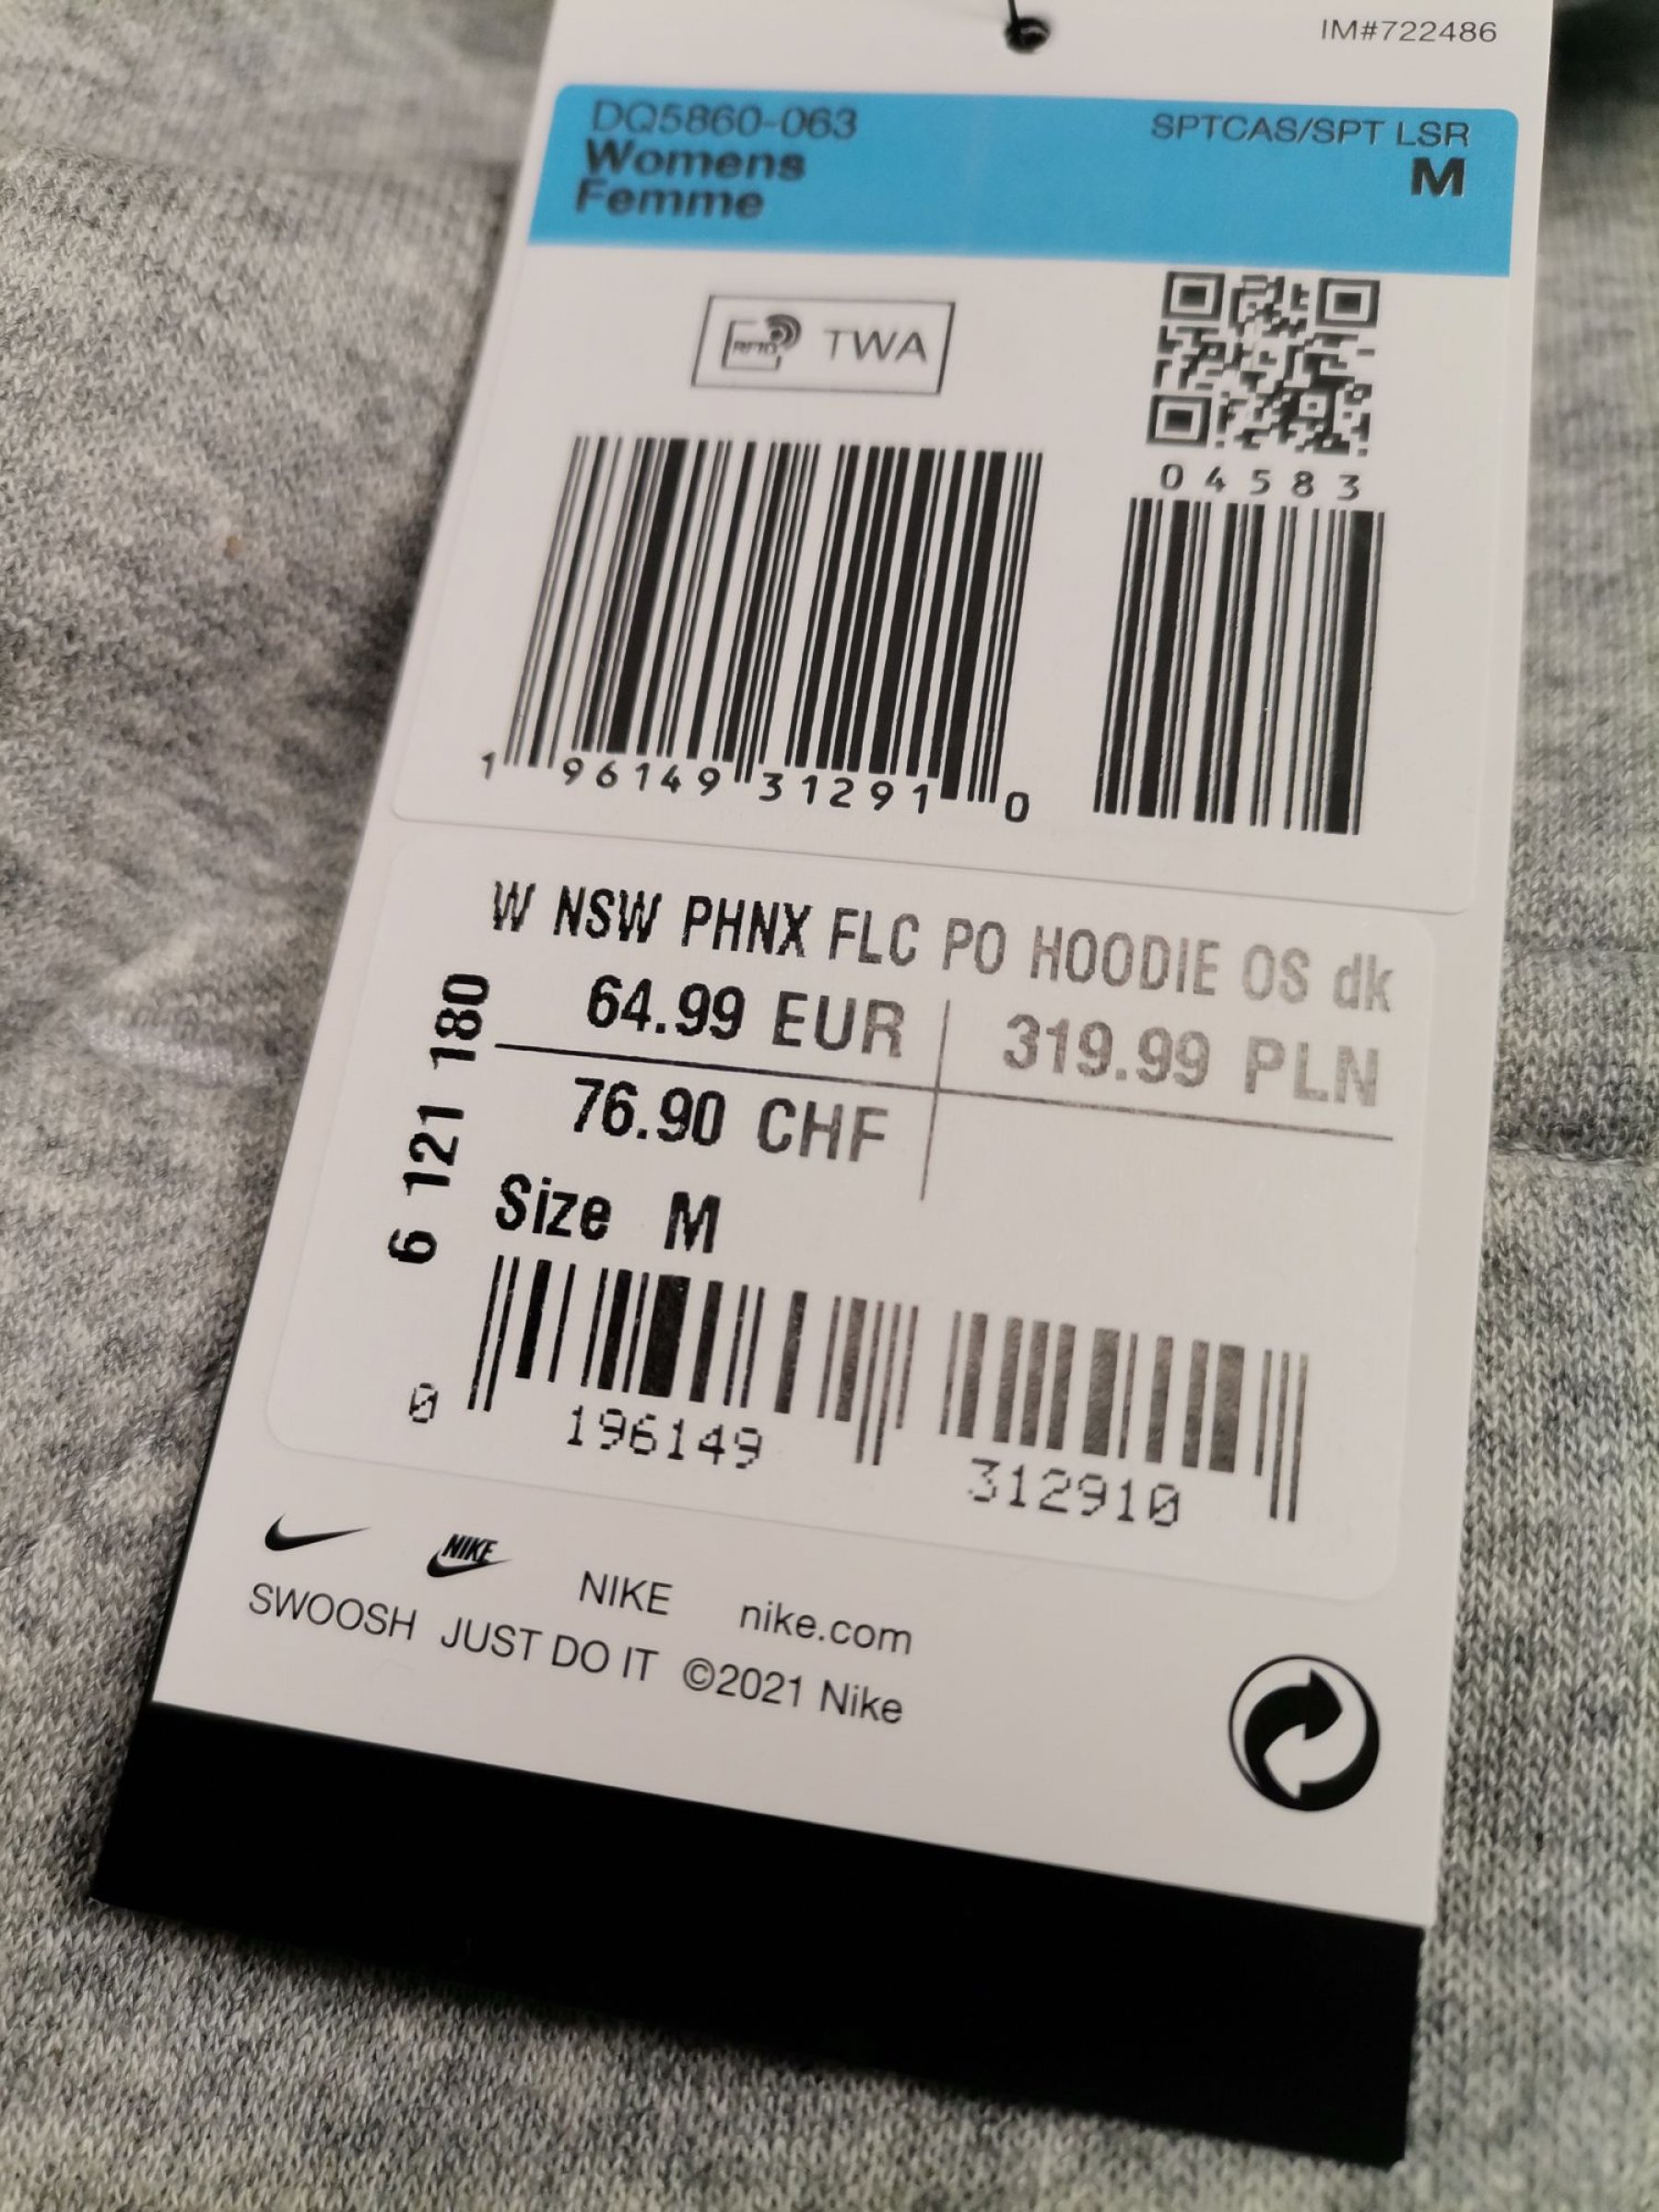 IM#722486
DQ5860-063 SPTCAS/SPT LSR
Womens M
Femme
RFID TWA
04583
1 96149 31291 0
W NSW PHNX FLC PO HOODIE OS dk
64.99 EUR 319.99 PLN
76.90 CHF
6 121 180
Size M
0 196149 312910
NIKE NIKE nike.com
SWOOSH JUST DO IT ©2021 Nike